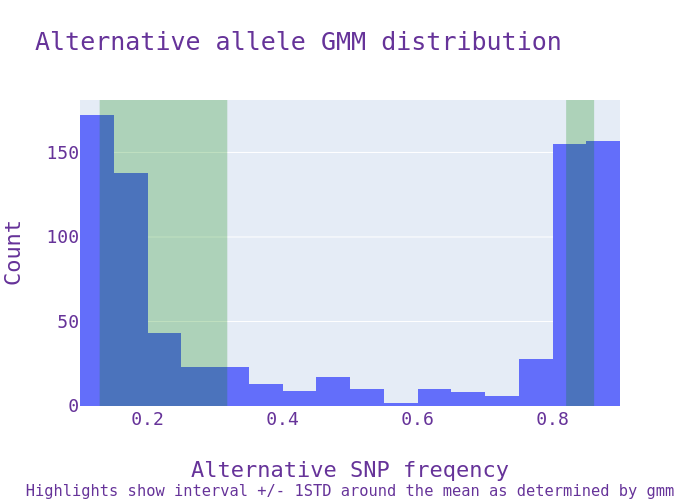 Alternative allele GMM distribution
Count
150
100
50
0
0.2
0.4
0.6
0.8
Alternative SNP freqency
Highlights show interval +/- 1STD around the mean as determined by gmm